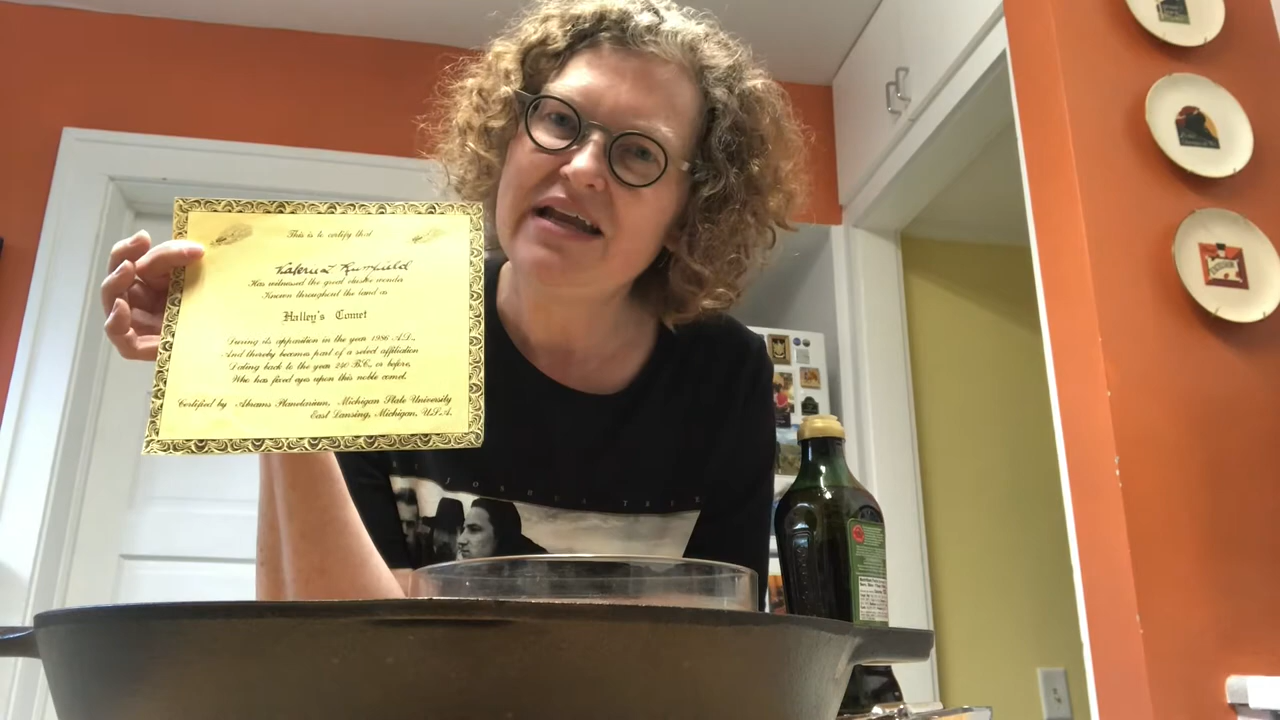 This is to certify that
Has witnessed the great elusive wonder
Known throughout the land as
Halley's Comet
During its apparition in the year 1986 A.D.,
And thereby becomes part of a select affiliation
Dating back to the year 240 B.C., or before,
Who has fixed eyes upon this noble comet.
Certified by Abrams Planetarium, Michigan State University
East Lansing, Michigan, U.S.A.
JOSHUA TREE